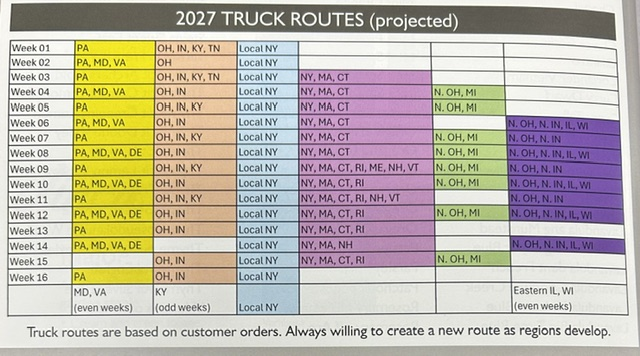 2027 TRUCK ROUTES (projected)
Week 01 PA OH, IN, KY, TN Local NY
Week 02 PA, MD, VA OH Local NY
Week 03 PA OH, IN, KY, TN Local NY NY, MA, CT
Week 04 PA, MD, VA OH, IN Local NY NY, MA, CT N. OH, MI
Week 05 PA OH, IN, KY Local NY NY, MA, CT N. OH, MI
Week 06 PA, MD, VA OH, IN Local NY NY, MA, CT N. OH, N. IN, IL, WI
Week 07 PA OH, IN, KY Local NY NY, MA, CT N. OH, MI N. OH, N. IN
Week 08 PA, MD, VA, DE OH, IN Local NY NY, MA, CT N. OH, MI N. OH, N. IN, IL, WI
Week 09 PA OH, IN, KY Local NY NY, MA, CT, RI, ME, NH, VT N. OH, MI N. OH, N. IN
Week 10 PA, MD, VA, DE OH, IN Local NY NY, MA, CT, RI N. OH, MI N. OH, N. IN, IL, WI
Week 11 PA OH, IN, KY Local NY NY, MA, CT, RI, NH, VT N. OH, N. IN
Week 12 PA, MD, VA, DE OH, IN Local NY NY, MA, CT, RI N. OH, MI N. OH, N. IN, IL, WI
Week 13 PA OH, IN Local NY NY, MA, CT, RI
Week 14 PA, MD, VA, DE Local NY NY, MA, NH N. OH, N. IN, IL, WI
Week 15 OH, IN Local NY NY, MA, CT, RI N. OH, MI
Week 16 PA OH, IN Local NY
MD, VA KY Eastern IL, WI
(even weeks) (odd weeks) Local NY (even weeks)
Truck routes are based on customer orders. Always willing to create a new route as regions develop.